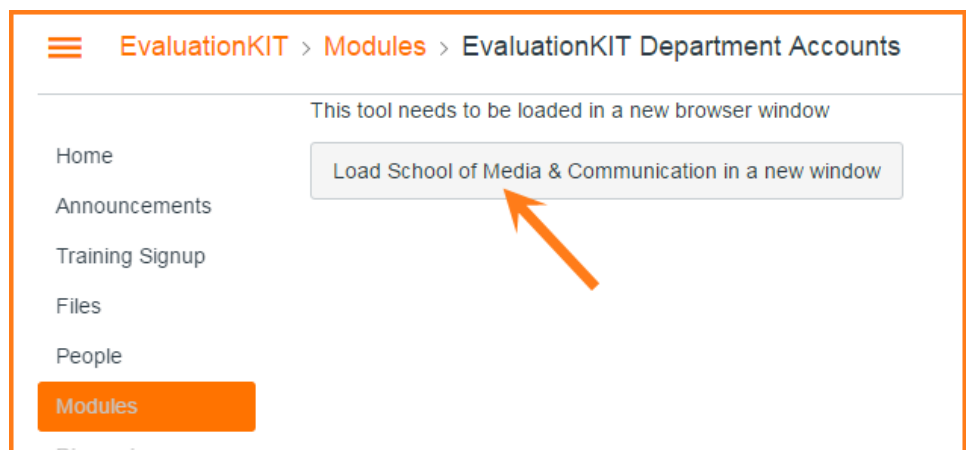 EvaluationKIT > Modules > EvaluationKIT Department Accounts
This tool needs to be loaded in a new browser window
Load School of Media & Communication in a new window
Home
Announcements
Training Signup
Files
People
Modules